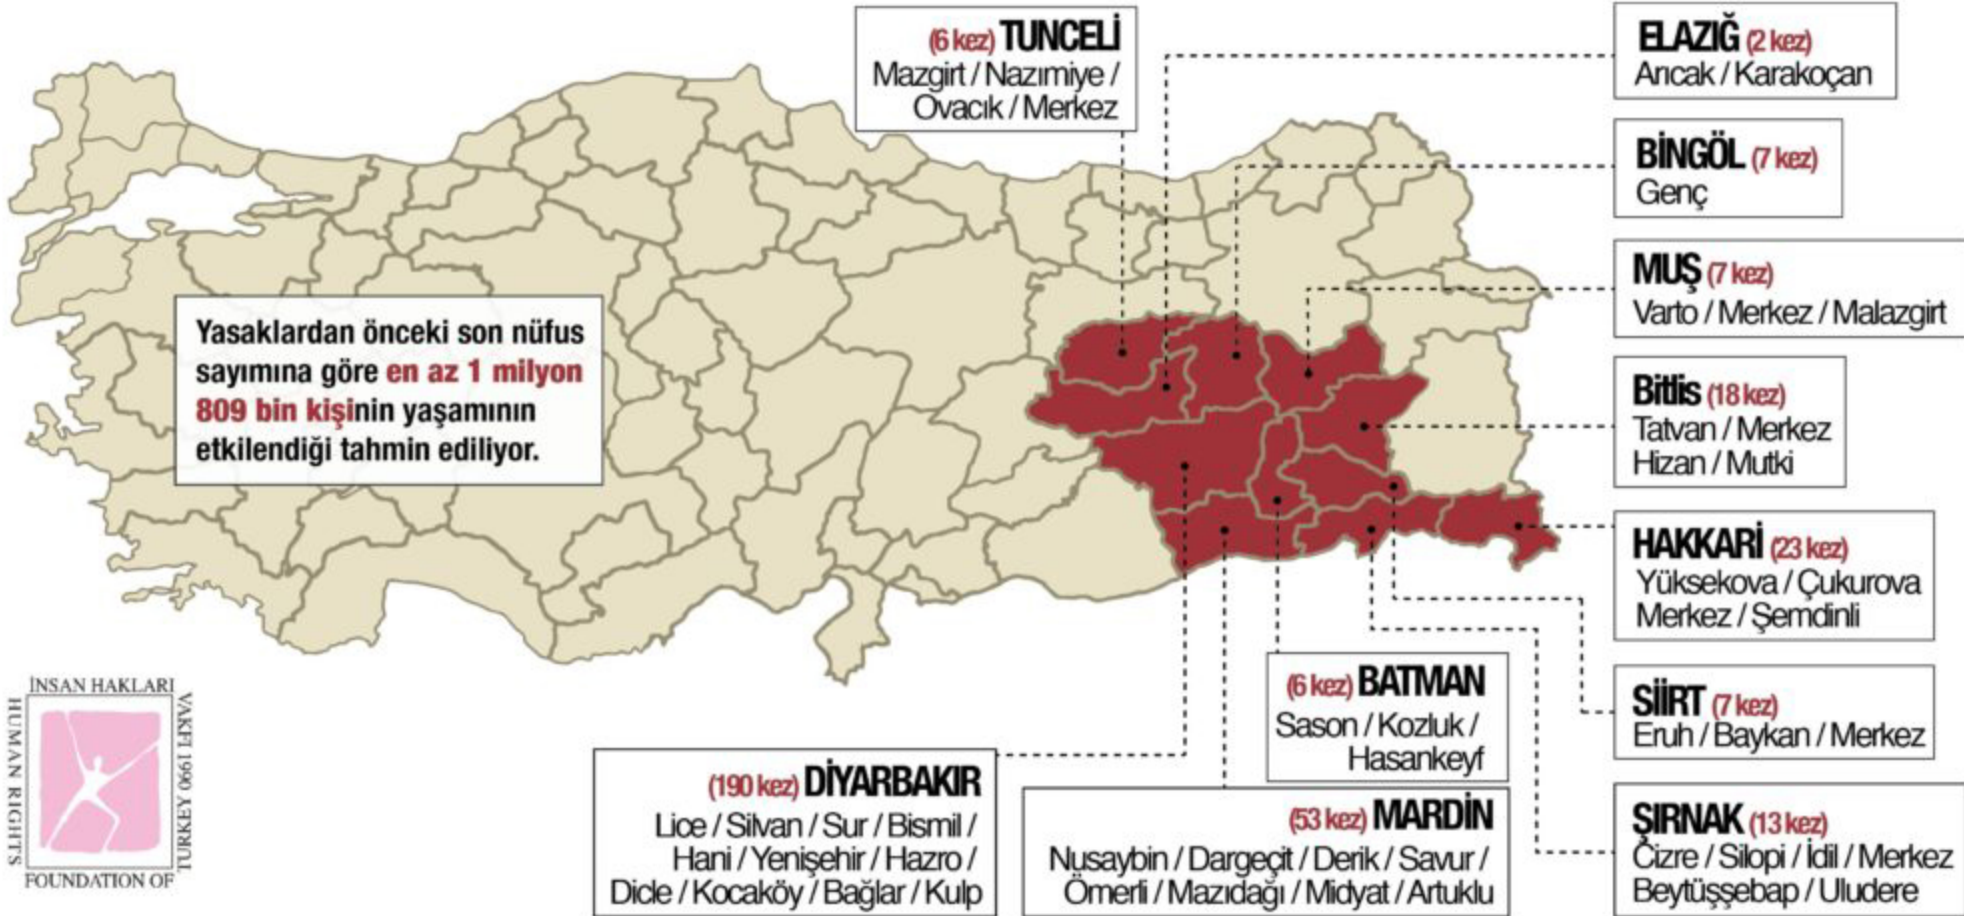 (6 kez) TUNCELİ
Mazgirt / Nazımiye /
Ovacık / Merkez
ELAZIĞ (2 kez)
Arıcak / Karakoçan
BİNGÖL (7 kez)
Genç
MUŞ (7 kez)
Varto / Merkez / Malazgirt
Bitlis (18 kez)
Tatvan / Merkez
Hizan / Mutki
HAKKARİ (23 kez)
Yüksekova / Çukurova
Merkez / Şemdinli
SİİRT (7 kez)
Eruh / Baykan / Merkez
ŞIRNAK (13 kez)
Cizre / Silopi / İdil / Merkez
Beytüşşebap / Uludere
Yasaklardan önceki son nüfus
sayımına göre en az 1 milyon
809 bin kişinin yaşamının
etkilendiği tahmin ediliyor.
(6 kez) BATMAN
Sason / Kozluk /
Hasankeyf
(190 kez) DİYARBAKIR
Lice / Silvan / Sur / Bismil /
Hani / Yenişehir / Hazro /
Dicle / Kocaköy / Bağlar / Kulp
(53 kez) MARDİN
Nusaybin / Dargeçit / Derik / Savur /
Ömerli / Mazıdağı / Midyat / Artuklu
İNSAN HAKLARI
VAKFI 1990 TURKEY
HUMAN RIGHTS
FOUNDATION OF